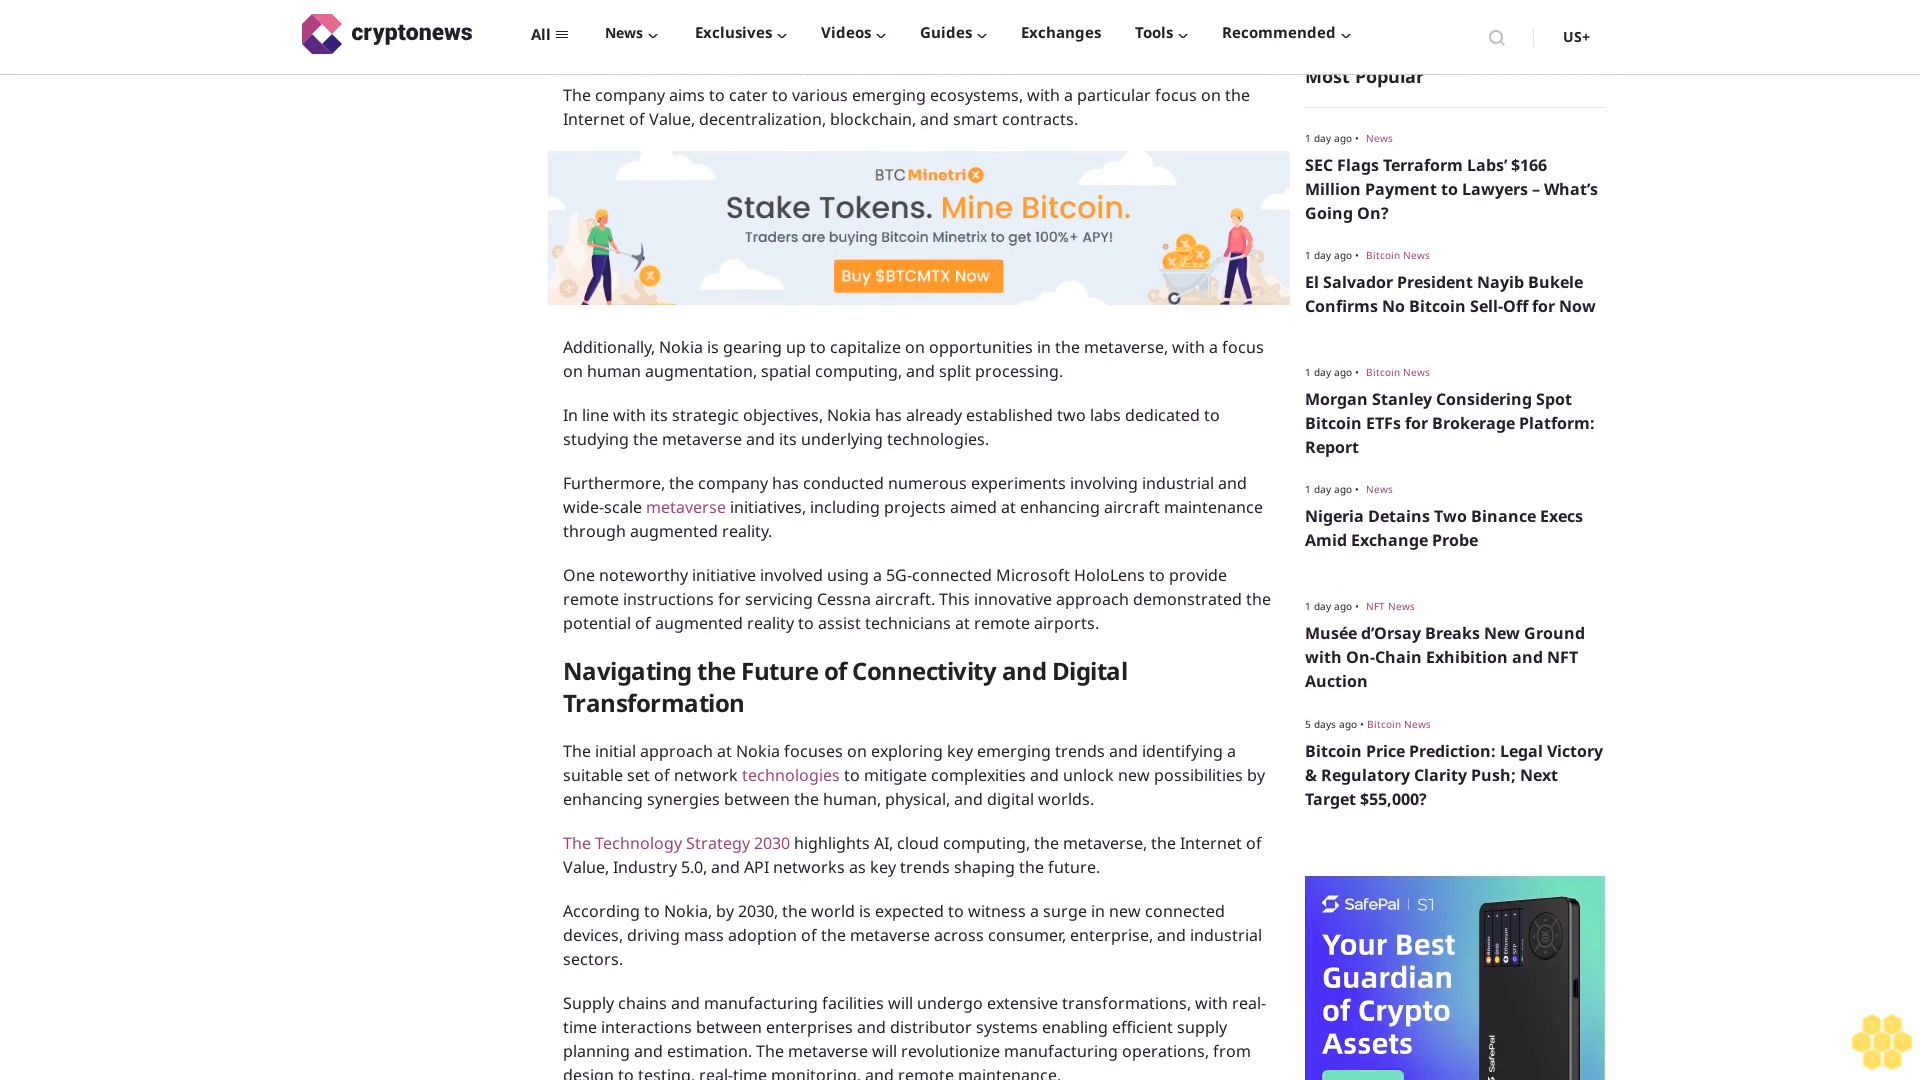 cryptonews
All
News
Exclusives
Videos
Guides
Exchanges
Tools
Recommended
US+
The company aims to cater to various emerging ecosystems, with a particular focus on the
Internet of Value, decentralization, blockchain, and smart contracts.
BTC Minetrix
Stake Tokens. Mine Bitcoin.
Traders are buying Bitcoin Minetrix to get 100%+ APY!
Buy $BTCMTX Now
Additionally, Nokia is gearing up to capitalize on opportunities in the metaverse, with a focus
on human augmentation, spatial computing, and split processing.
In line with its strategic objectives, Nokia has already established two labs dedicated to
studying the metaverse and its underlying technologies.
Furthermore, the company has conducted numerous experiments involving industrial and
wide-scale metaverse initiatives, including projects aimed at enhancing aircraft maintenance
through augmented reality.
One noteworthy initiative involved using a 5G-connected Microsoft HoloLens to provide
remote instructions for servicing Cessna aircraft. This innovative approach demonstrated the
potential of augmented reality to assist technicians at remote airports.
Navigating the Future of Connectivity and Digital
Transformation
The initial approach at Nokia focuses on exploring key emerging trends and identifying a
suitable set of network technologies to mitigate complexities and unlock new possibilities by
enhancing synergies between the human, physical, and digital worlds.
The Technology Strategy 2030 highlights AI, cloud computing, the metaverse, the Internet of
Value, Industry 5.0, and API networks as key trends shaping the future.
According to Nokia, by 2030, the world is expected to witness a surge in new connected
devices, driving mass adoption of the metaverse across consumer, enterprise, and industrial
sectors.
Supply chains and manufacturing facilities will undergo extensive transformations, with real-
time interactions between enterprises and distributor systems enabling efficient supply
planning and estimation. The metaverse will revolutionize manufacturing operations, from
design to testing, real-time monitoring, and remote maintenance.
Most Popular
1 day ago • News
SEC Flags Terraform Labs’ $166
Million Payment to Lawyers – What’s
Going On?
1 day ago • Bitcoin News
El Salvador President Nayib Bukele
Confirms No Bitcoin Sell-Off for Now
1 day ago • Bitcoin News
Morgan Stanley Considering Spot
Bitcoin ETFs for Brokerage Platform:
Report
1 day ago • News
Nigeria Detains Two Binance Execs
Amid Exchange Probe
1 day ago • NFT News
Musée d’Orsay Breaks New Ground
with On-Chain Exhibition and NFT
Auction
5 days ago • Bitcoin News
Bitcoin Price Prediction: Legal Victory
& Regulatory Clarity Push; Next
Target $55,000?
SafePal | S1
Your Best
Guardian
of Crypto
Assets
OK
SafePal